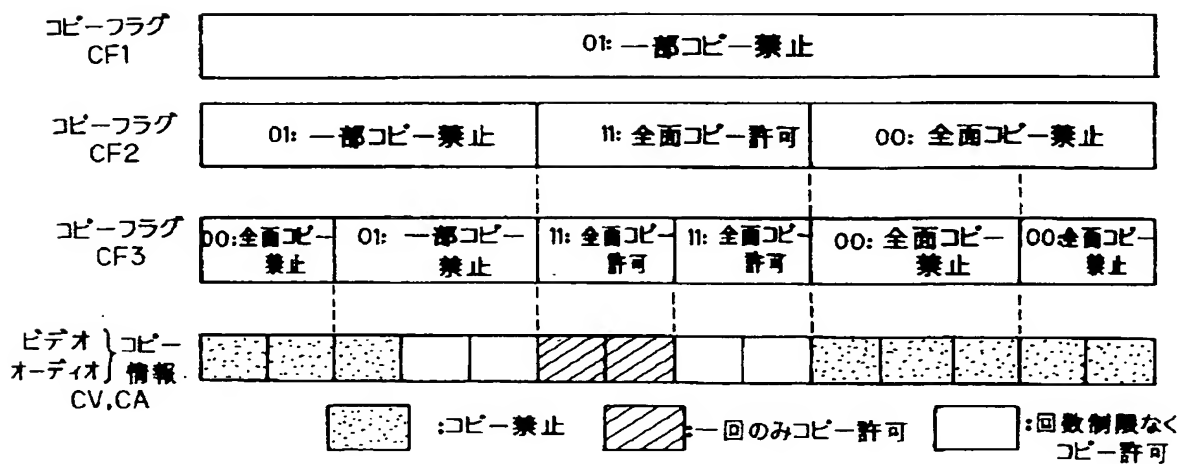 コピーフラグ
CF1
01: 一部コピー禁止
コピーフラグ
CF2
01: 一部コピー禁止
11: 全面コピー許可
00: 全面コピー禁止
コピーフラグ
CF3
00:全面コピー
禁止
01: 一部コピー
禁止
11: 全面コピー
許可
11: 全面コピー
許可
00: 全面コピー
禁止
00:全面コピー
禁止
ビデオ
オーディオ
コピー
情報
CV,CA
:コピー禁止
:一回のみコピー許可
:回数制限なく
コピー許可